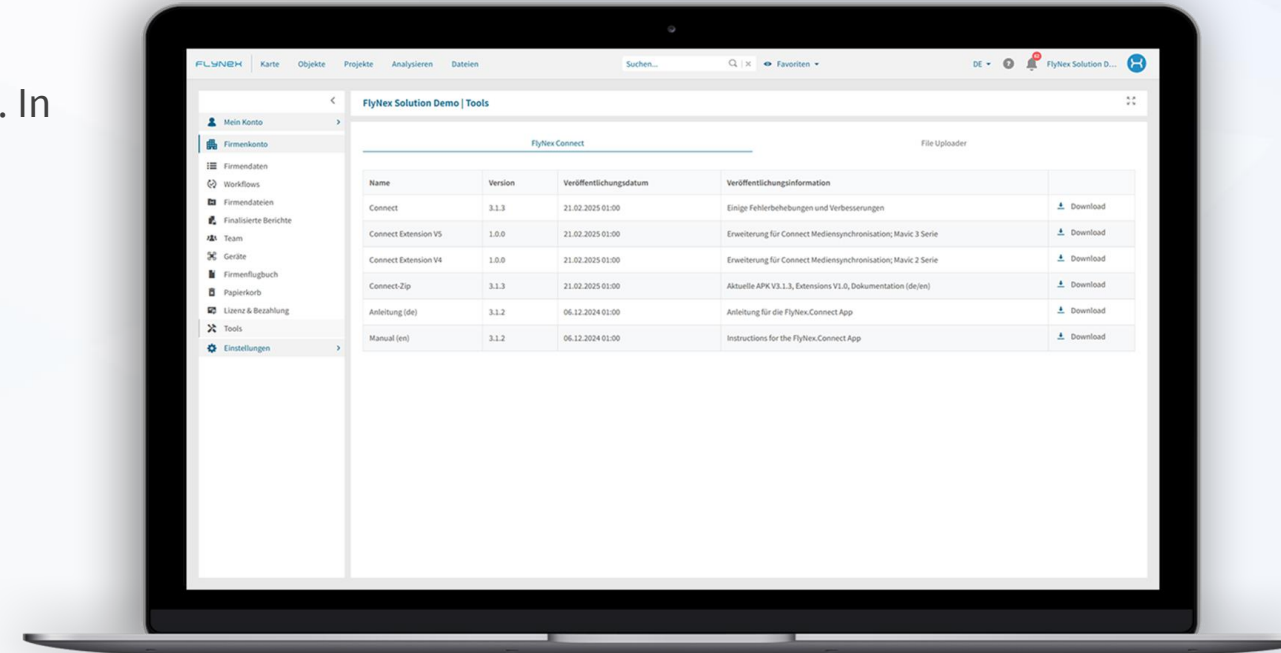 . In
FLYNEX Karte Objekte Projekte Analysieren Dateien Suchen... Favoriten DE FlyNex Solution D...
Mein Konto
Firmenkonto
Firmendaten
Workflows
Firmendateien
Finalisierte Berichte
Team
Geräte
Firmenflugbuch
Papierkorb
Lizenz & Bezahlung
Tools
Einstellungen
FlyNex Solution Demo | Tools
FlyNex Connect File Uploader
Name Version Veröffentlichungsdatum Veröffentlichungsinformation
Connect 3.1.3 21.02.2025 01:00 Einige Fehlerbehebungen und Verbesserungen Download
Connect Extension V5 1.0.0 21.02.2025 01:00 Erweiterung für Connect Mediensynchronisation; Mavic 3 Serie Download
Connect Extension V4 1.0.0 21.02.2025 01:00 Erweiterung für Connect Mediensynchronisation; Mavic 2 Serie Download
Connect-Zip 3.1.3 21.02.2025 01:00 Aktuelle APK V3.1.3, Extensions V1.0, Dokumentation (de/en) Download
Anleitung (de) 3.1.2 06.12.2024 01:00 Anleitung für die FlyNex.Connect App Download
Manual (en) 3.1.2 06.12.2024 01:00 Instructions for the FlyNex.Connect App Download